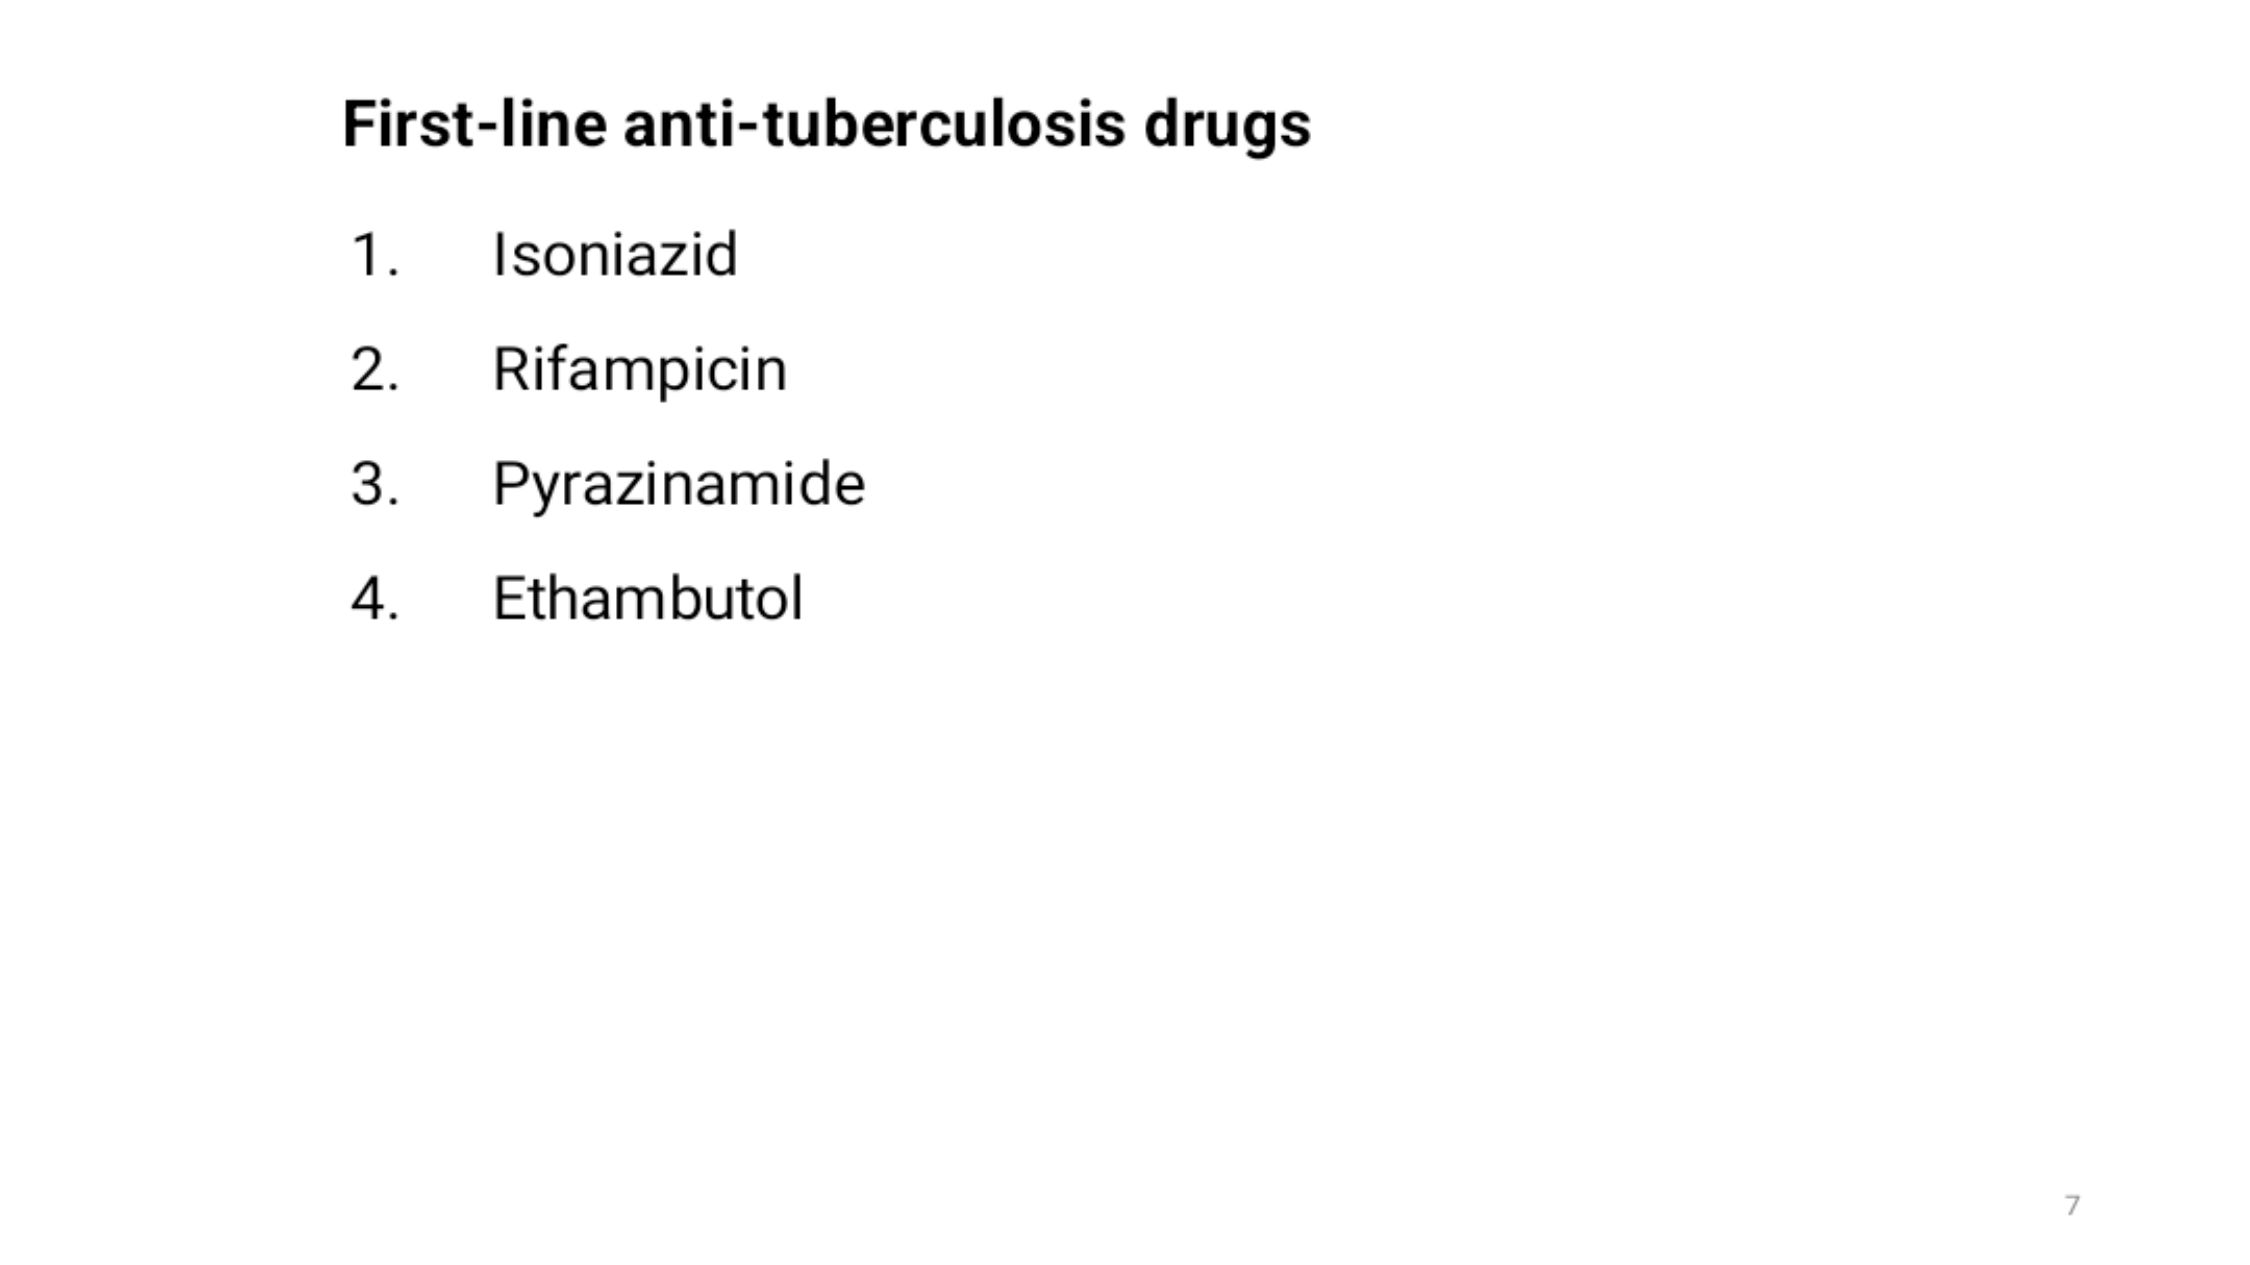 First-line anti-tuberculosis drugs
1. Isoniazid
2. Rifampicin
3. Pyrazinamide
4. Ethambutol
7